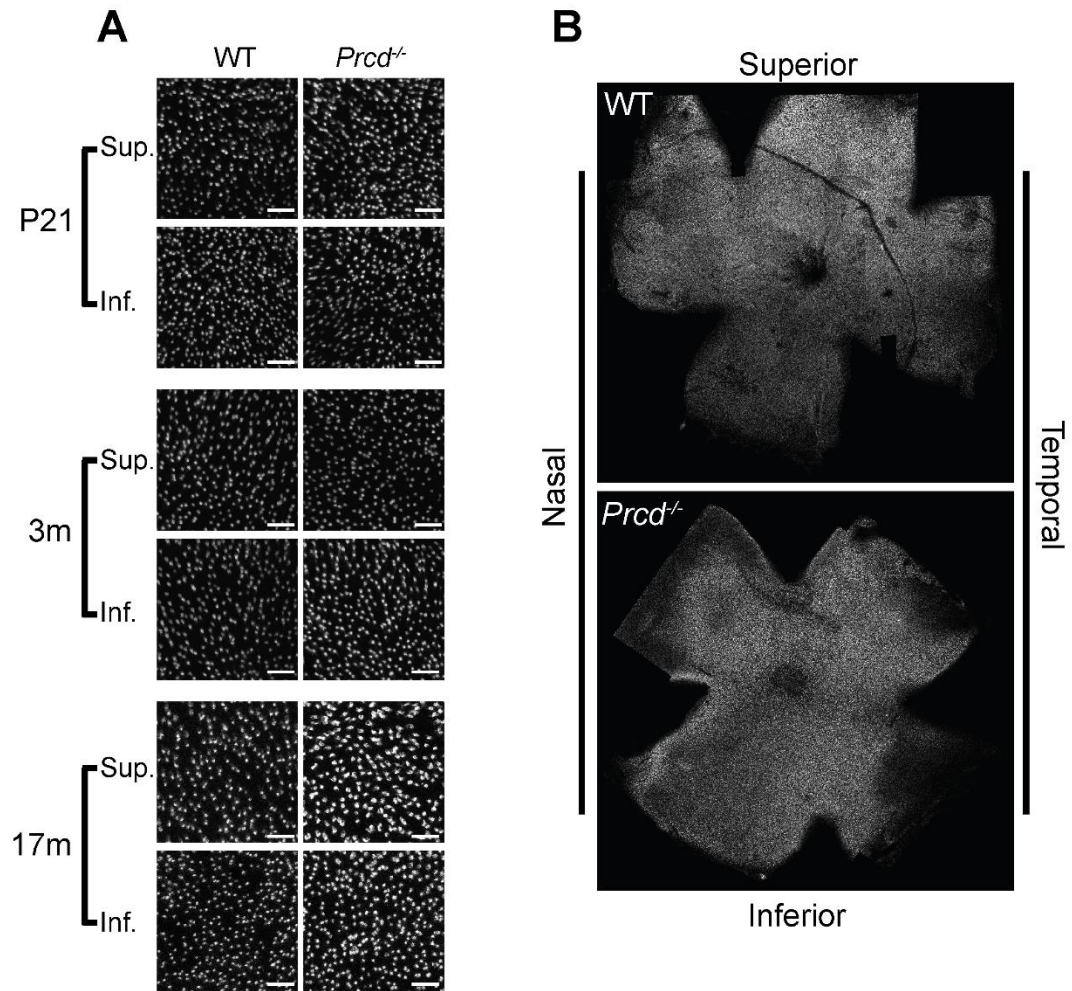 A
WT
Prcd-/-
P21
Sup.
Inf.
3m
Sup.
Inf.
17m
Sup.
Inf.
B
Superior
WT
Nasal
Temporal
Prcd-/-
Inferior